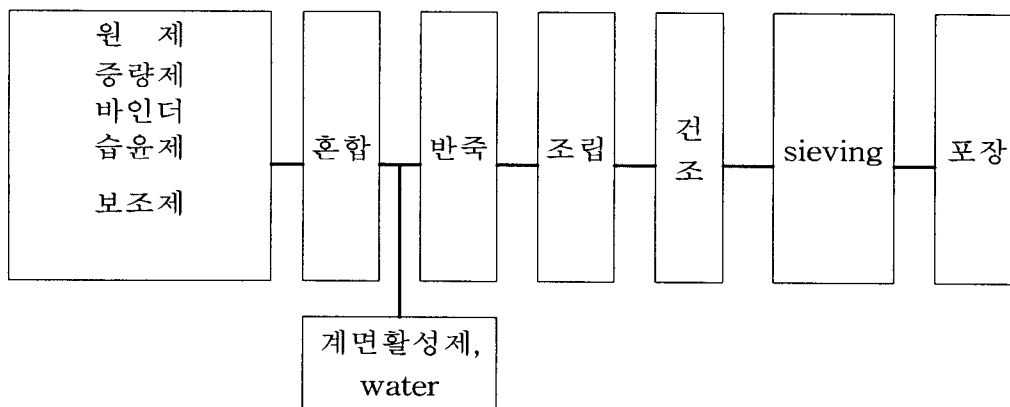 원 제
증량제
바인더
습윤제
보조제
혼합
반죽
조립
건
조
sieving
포장
계면활성제,
water